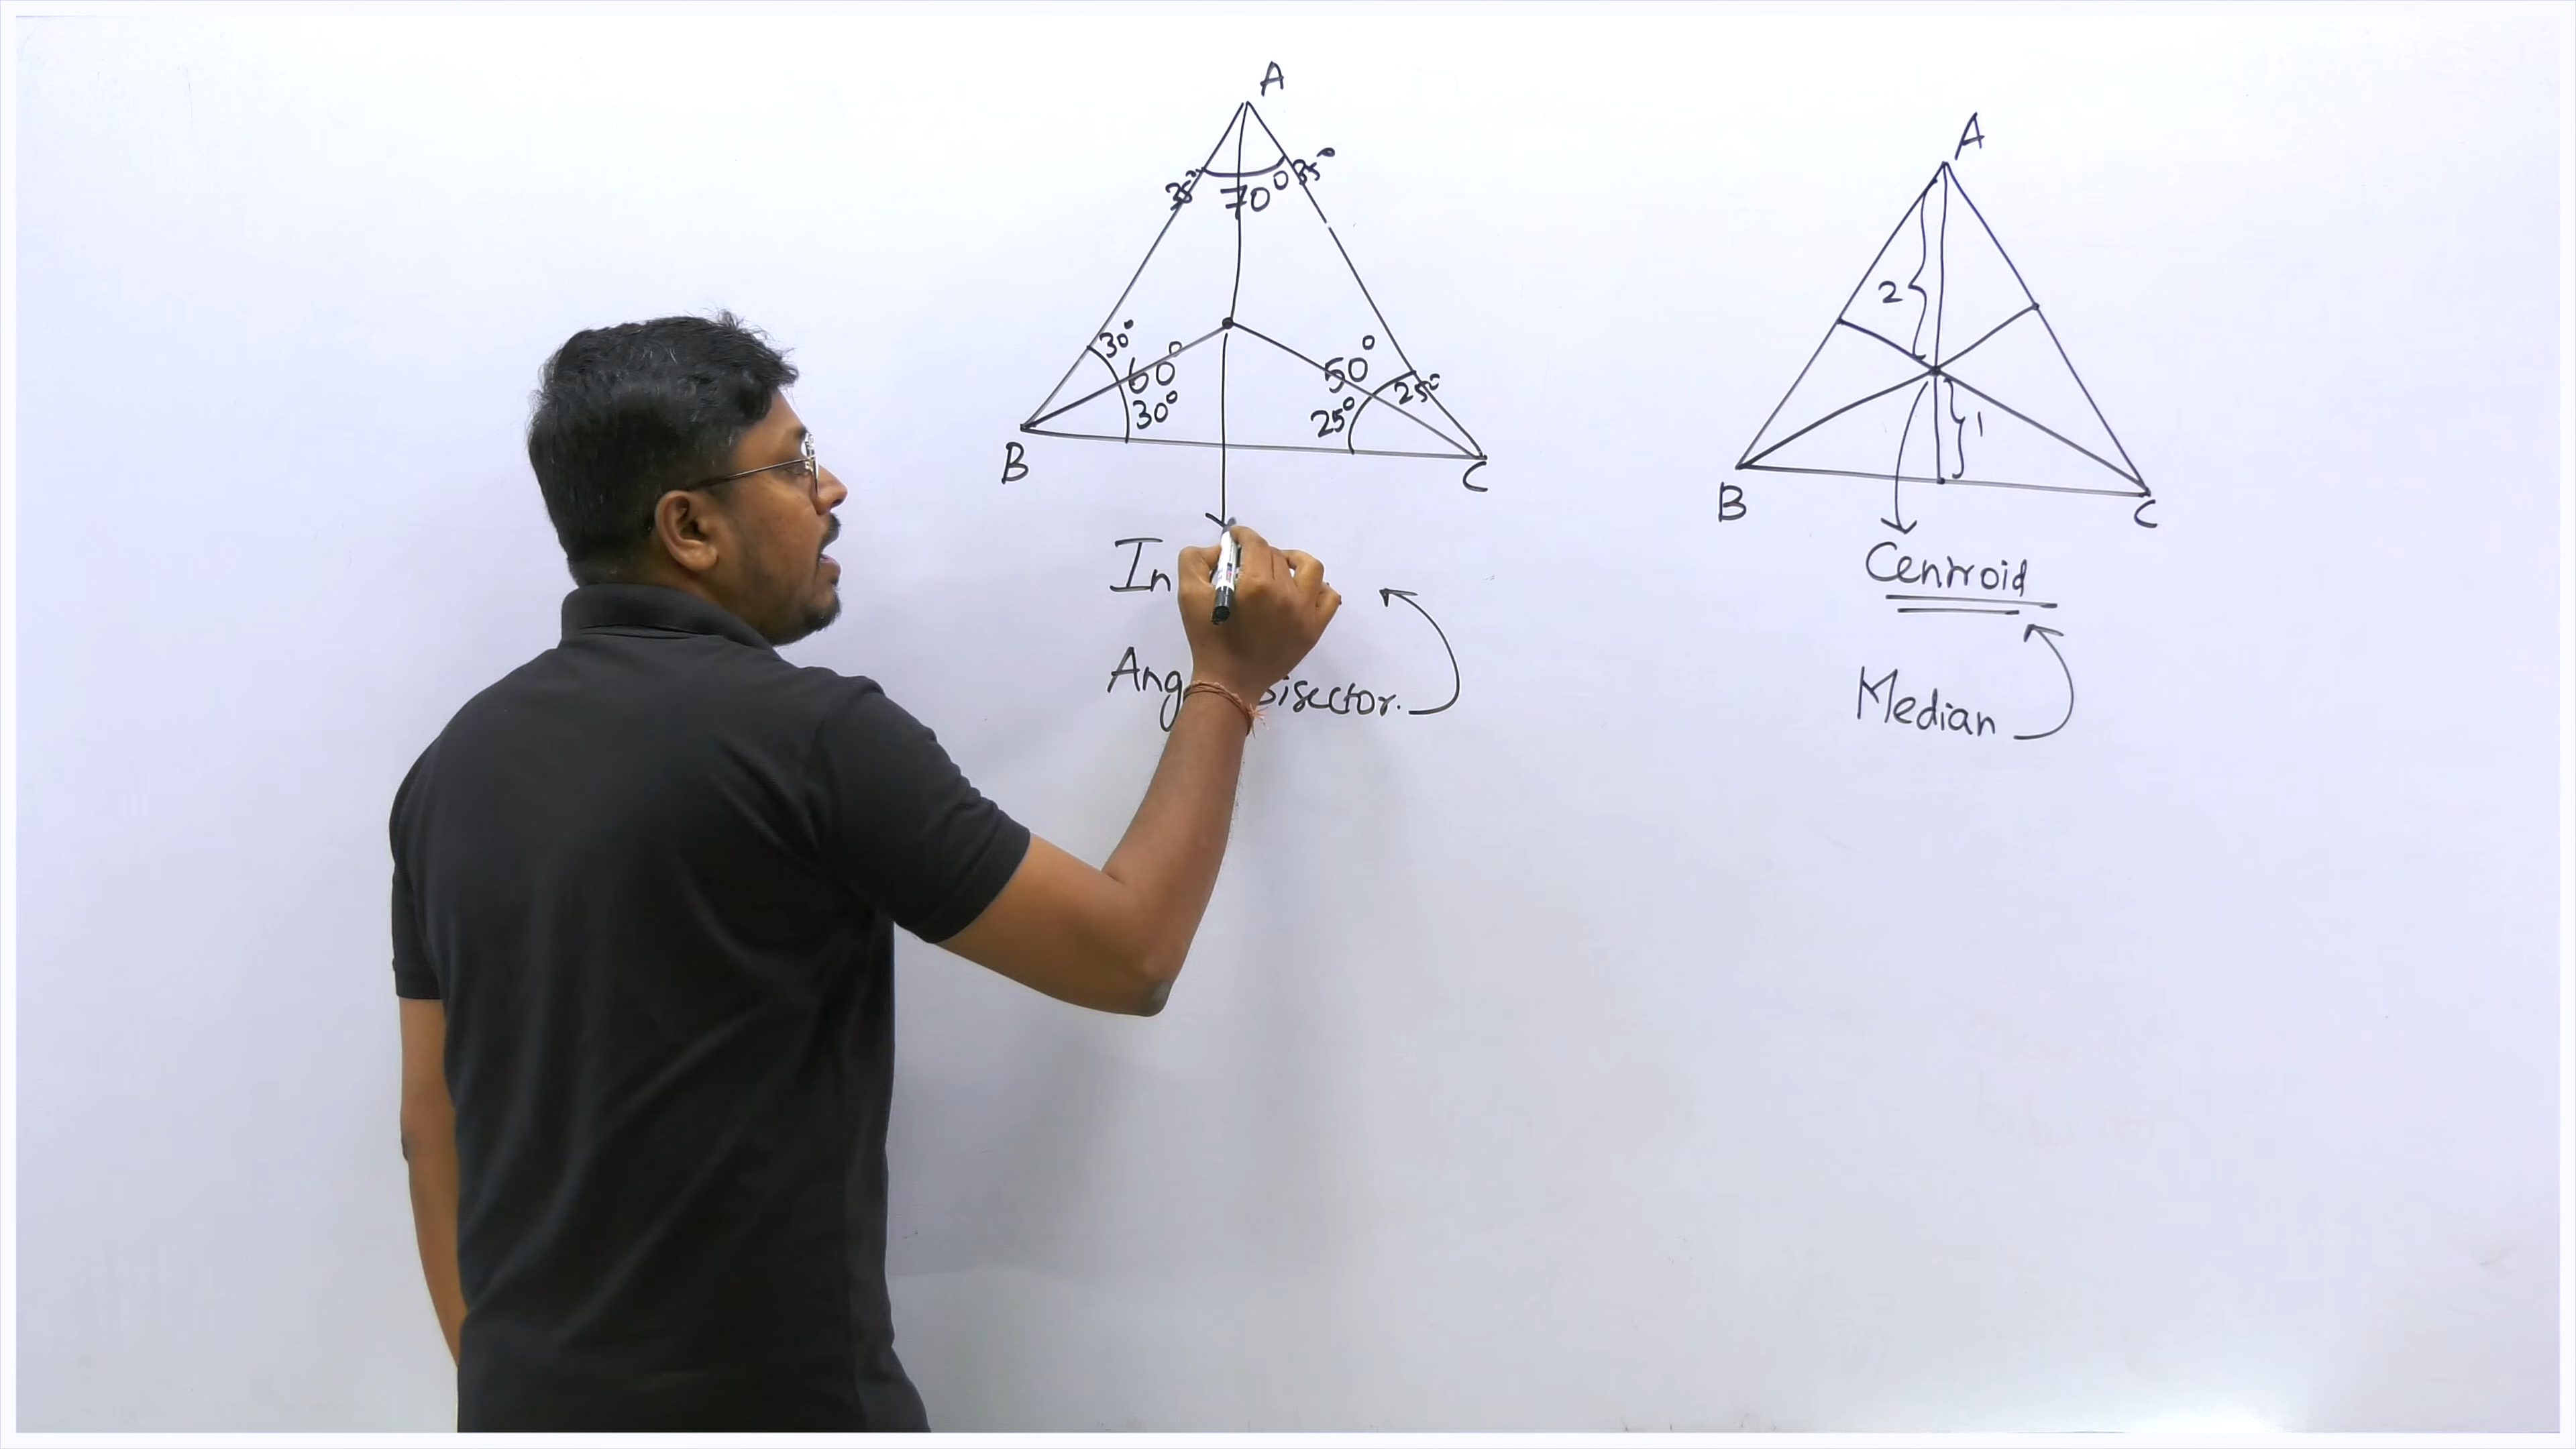 A
35° 70° 35°
30°
60° 50°
30° 25° 25°
B C
In
Ang isector.
A
2
1
B C
Centroid
Median